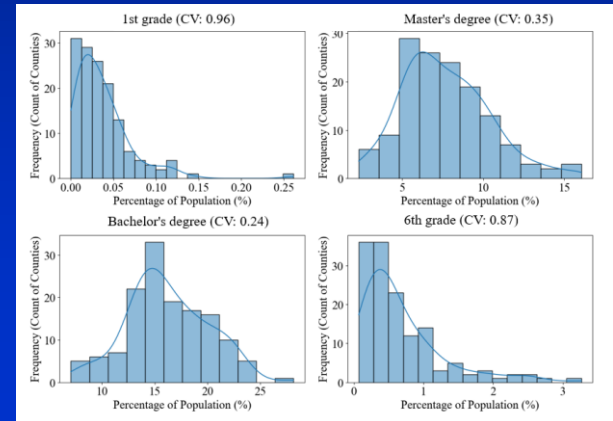 1st grade (CV: 0.96)
Frequency (Count of Counties)
30
20
10
0
0.00 0.05 0.10 0.15 0.20 0.25
Percentage of Population (%)
Master's degree (CV: 0.35)
Frequency (Count of Counties)
30
20
10
0
5 10 15
Percentage of Population (%)
Bachelor's degree (CV: 0.24)
Frequency (Count of Counties)
30
20
10
0
10 15 20 25
Percentage of Population (%)
6th grade (CV: 0.87)
Frequency (Count of Counties)
30
20
10
0
0 1 2 3
Percentage of Population (%)